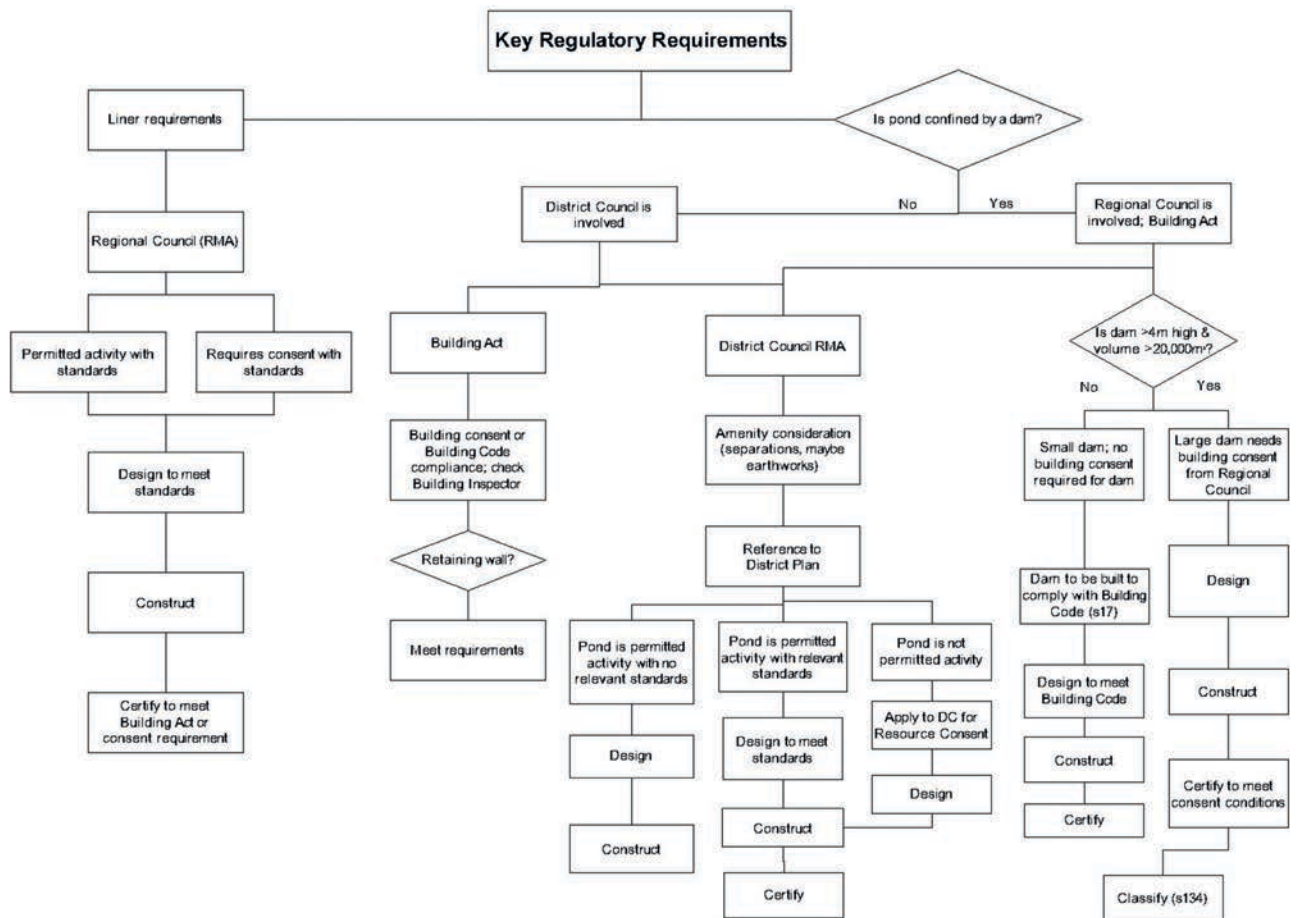 Key Regulatory Requirements
Liner requirements
Is pond confined by a dam?
No
Yes
District Council is
involved
Regional Council is
involved; Building Act
Regional Council (RMA)
Permitted activity with
standards
Requires consent with
standards
Building Act
District Council RMA
Is dam >4m high &
volume >20,000m³?
No
Yes
Design to meet
standards
Building consent or
Building Code
compliance; check
Building Inspector
Amenity consideration
(separations, maybe
earthworks)
Small dam; no
building consent
required for dam
Large dam needs
building consent
from Regional
Council
Retaining wall?
Reference to
District Plan
Construct
Dam to be built to
comply with Building
Code (s17)
Design
Meet requirements
Pond is permitted
activity with no
relevant standards
Pond is permitted
activity with relevant
standards
Pond is not
permitted activity
Certify to meet
Building Act or
consent requirement
Design to meet
Building Code
Construct
Design
Design to meet
standards
Apply to DC for
Resource Consent
Construct
Certify to meet
consent conditions
Design
Construct
Construct
Certify
Certify
Classify (s134)